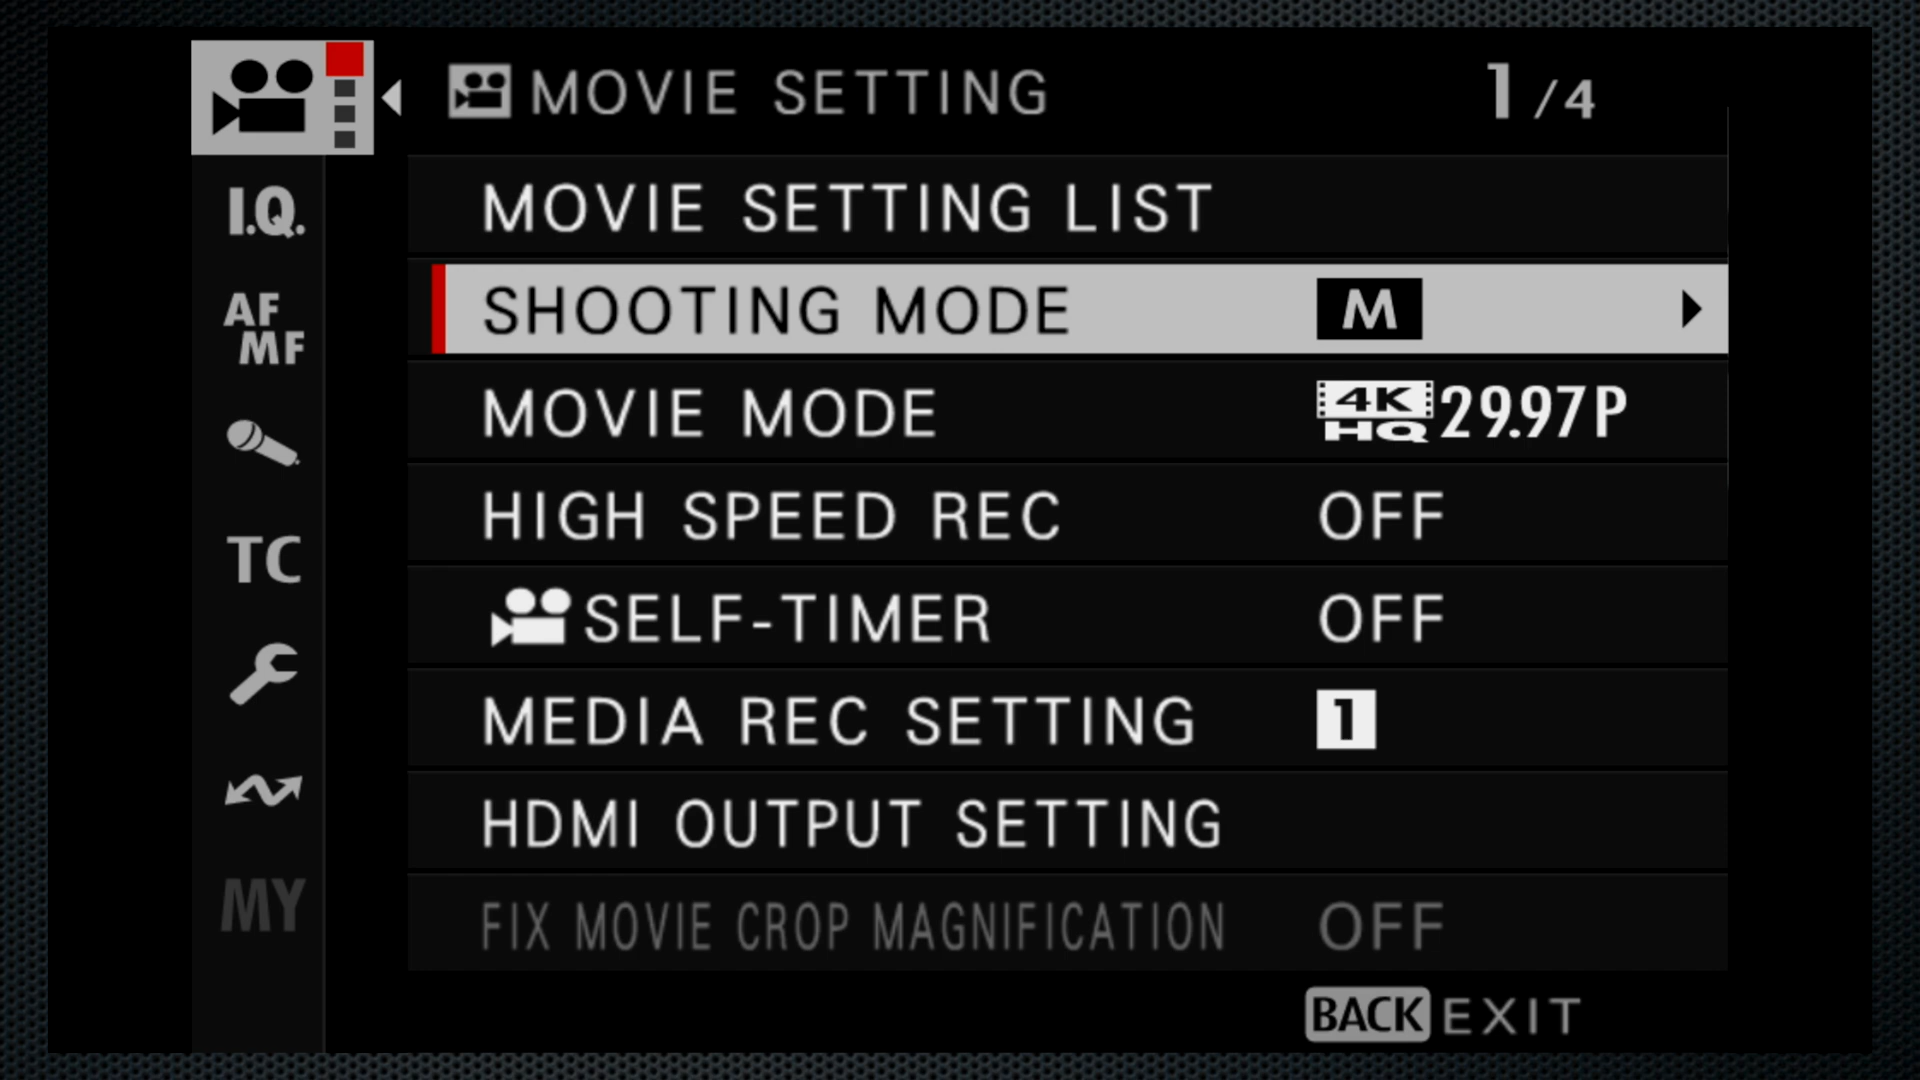 MOVIE SETTING 1/4
I.Q.
AF
MF
TC
MY
MOVIE SETTING LIST
SHOOTING MODE M
MOVIE MODE 4K HQ 29.97P
HIGH SPEED REC OFF
SELF-TIMER OFF
MEDIA REC SETTING 1
HDMI OUTPUT SETTING
FIX MOVIE CROP MAGNIFICATION OFF
BACK EXIT